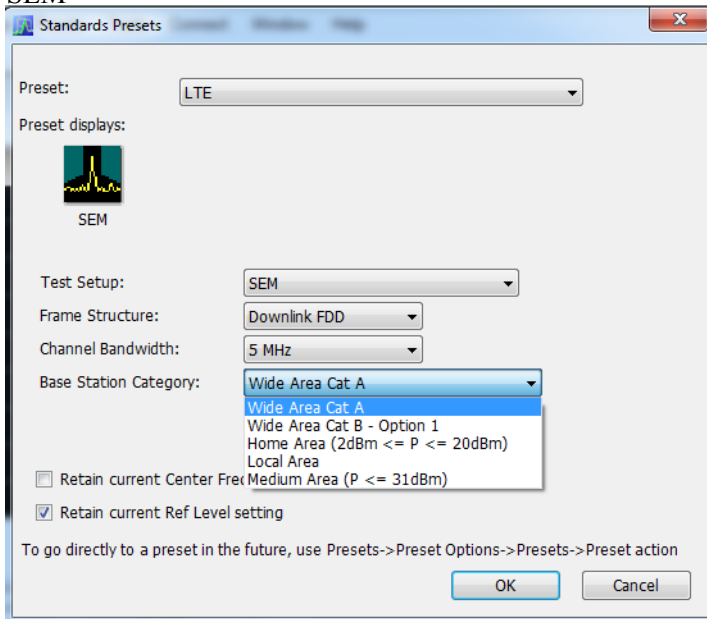 SEM
Standards Presets
Preset: LTE
Preset displays:
SEM
Test Setup: SEM
Frame Structure: Downlink FDD
Channel Bandwidth: 5 MHz
Base Station Category: Wide Area Cat A
Wide Area Cat A
Wide Area Cat B - Option 1
Home Area (2dBm <= P <= 20dBm)
Local Area
Retain current Center Fre Medium Area (P <= 31dBm)
Retain current Ref Level setting
To go directly to a preset in the future, use Presets->Preset Options->Presets->Preset action
OK Cancel